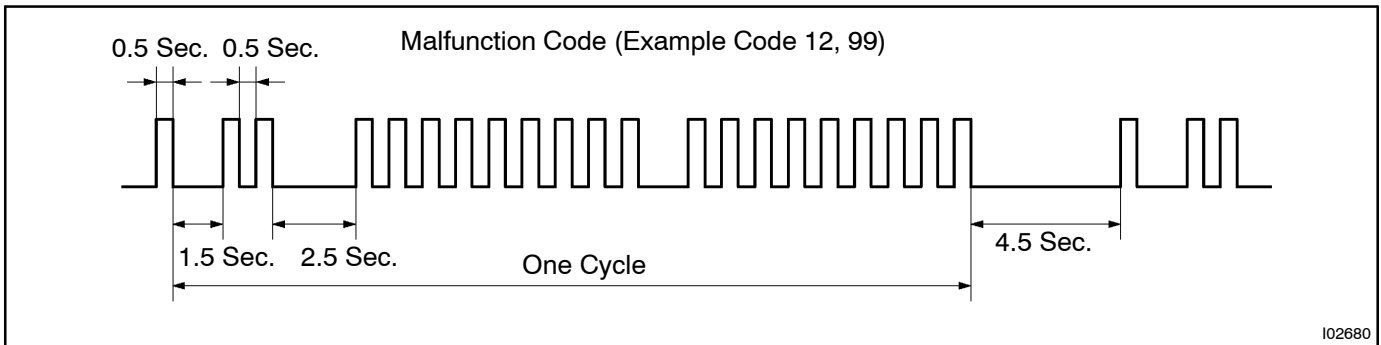 Malfunction Code (Example Code 12, 99)
0.5 Sec. 0.5 Sec.
1.5 Sec. 2.5 Sec.
4.5 Sec.
One Cycle
I02680